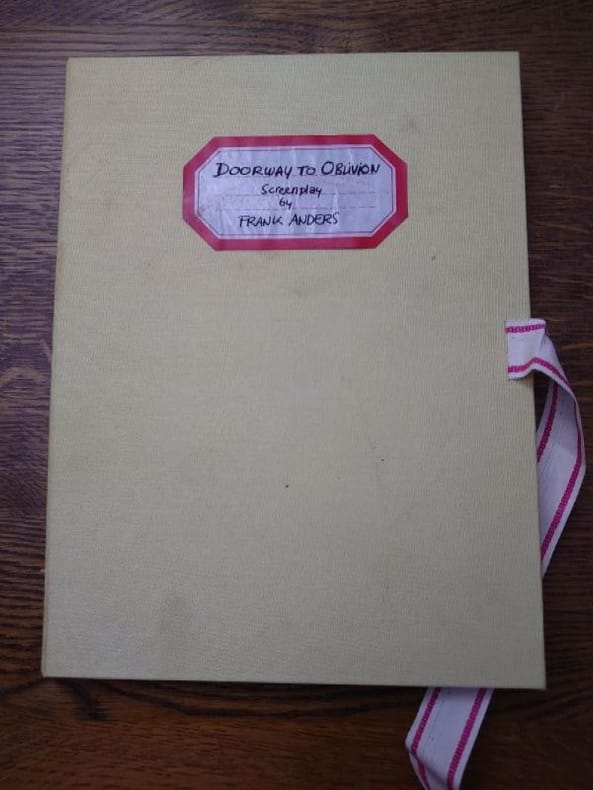 DOORWAY TO OBLIVION
Screenplay
by
FRANK ANDERS